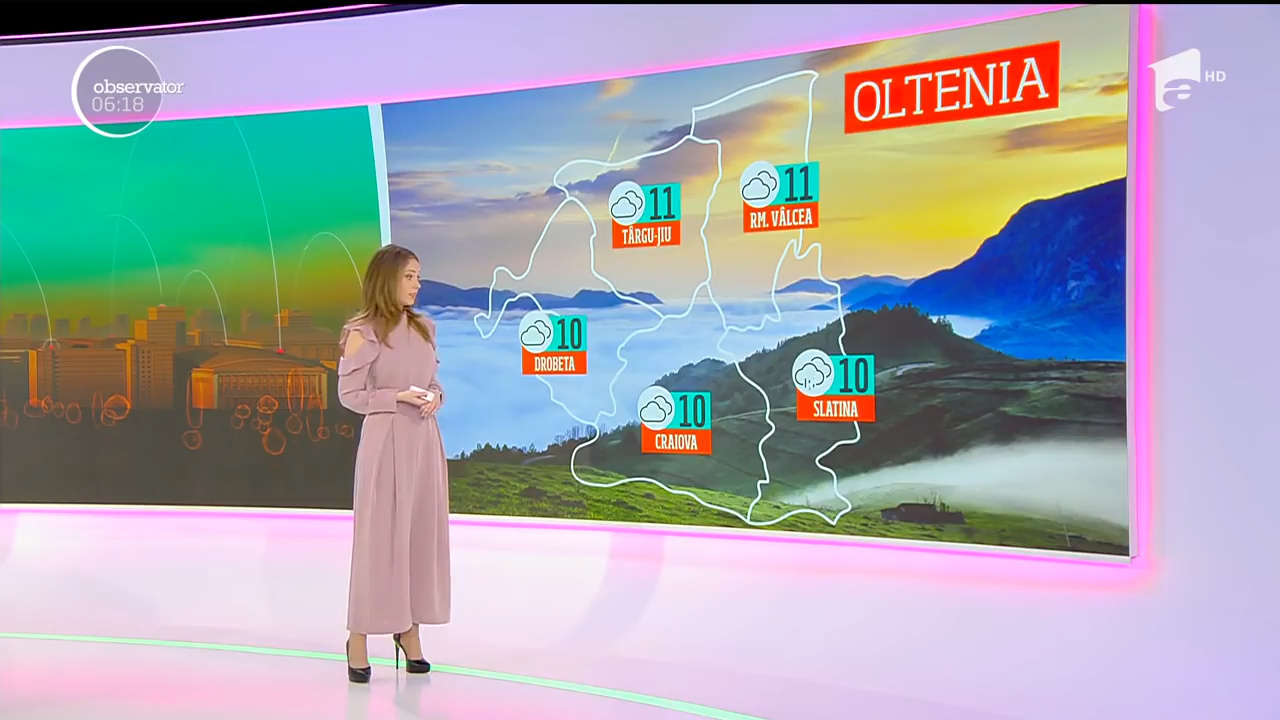 observator
06:18
OLTENIA
HD
11
TÂRGU-JIU
11
RM. VÂLCEA
10
DROBETA
10
CRAIOVA
10
SLATINA